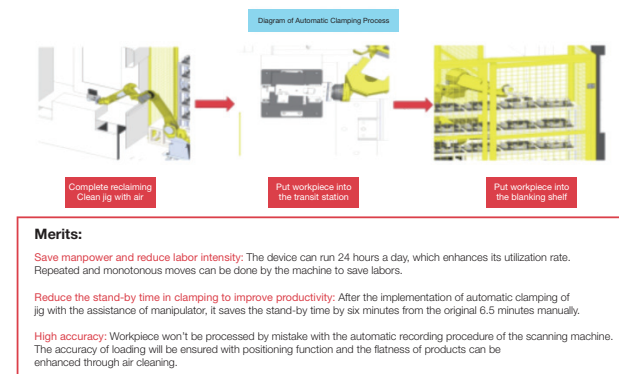 Diagram of Automatic Clamping Process
Complete reclaiming
Clean jig with air
Put workpiece into
the transit station
Put workpiece into
the blanking shelf
Merits:
Save manpower and reduce labor intensity: The device can run 24 hours a day, which enhances its utilization rate.
Repeated and monotonous moves can be done by the machine to save labors.
Reduce the stand-by time in clamping to improve productivity: After the implementation of automatic clamping of
jig with the assistance of manipulator, it saves the stand-by time by six minutes from the original 6.5 minutes manually.
High accuracy: Workpiece won't be processed by mistake with the automatic recording procedure of the scanning machine.
The accuracy of loading will be ensured with positioning function and the flatness of products can be
enhanced through air cleaning.